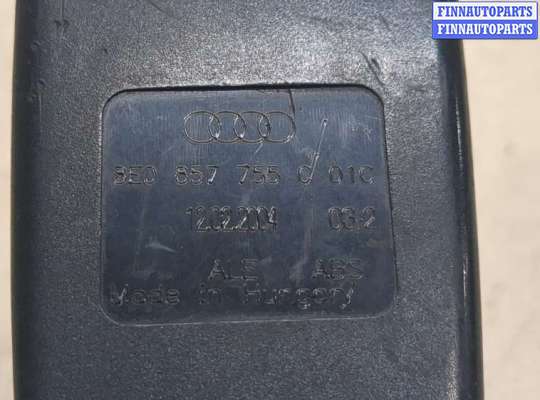 FINNAUTOPARTS
FINNAUTOPARTS
8E0 857 755 C 01C
12.02.2004 03:2
ALE ABS
Made in Hungary